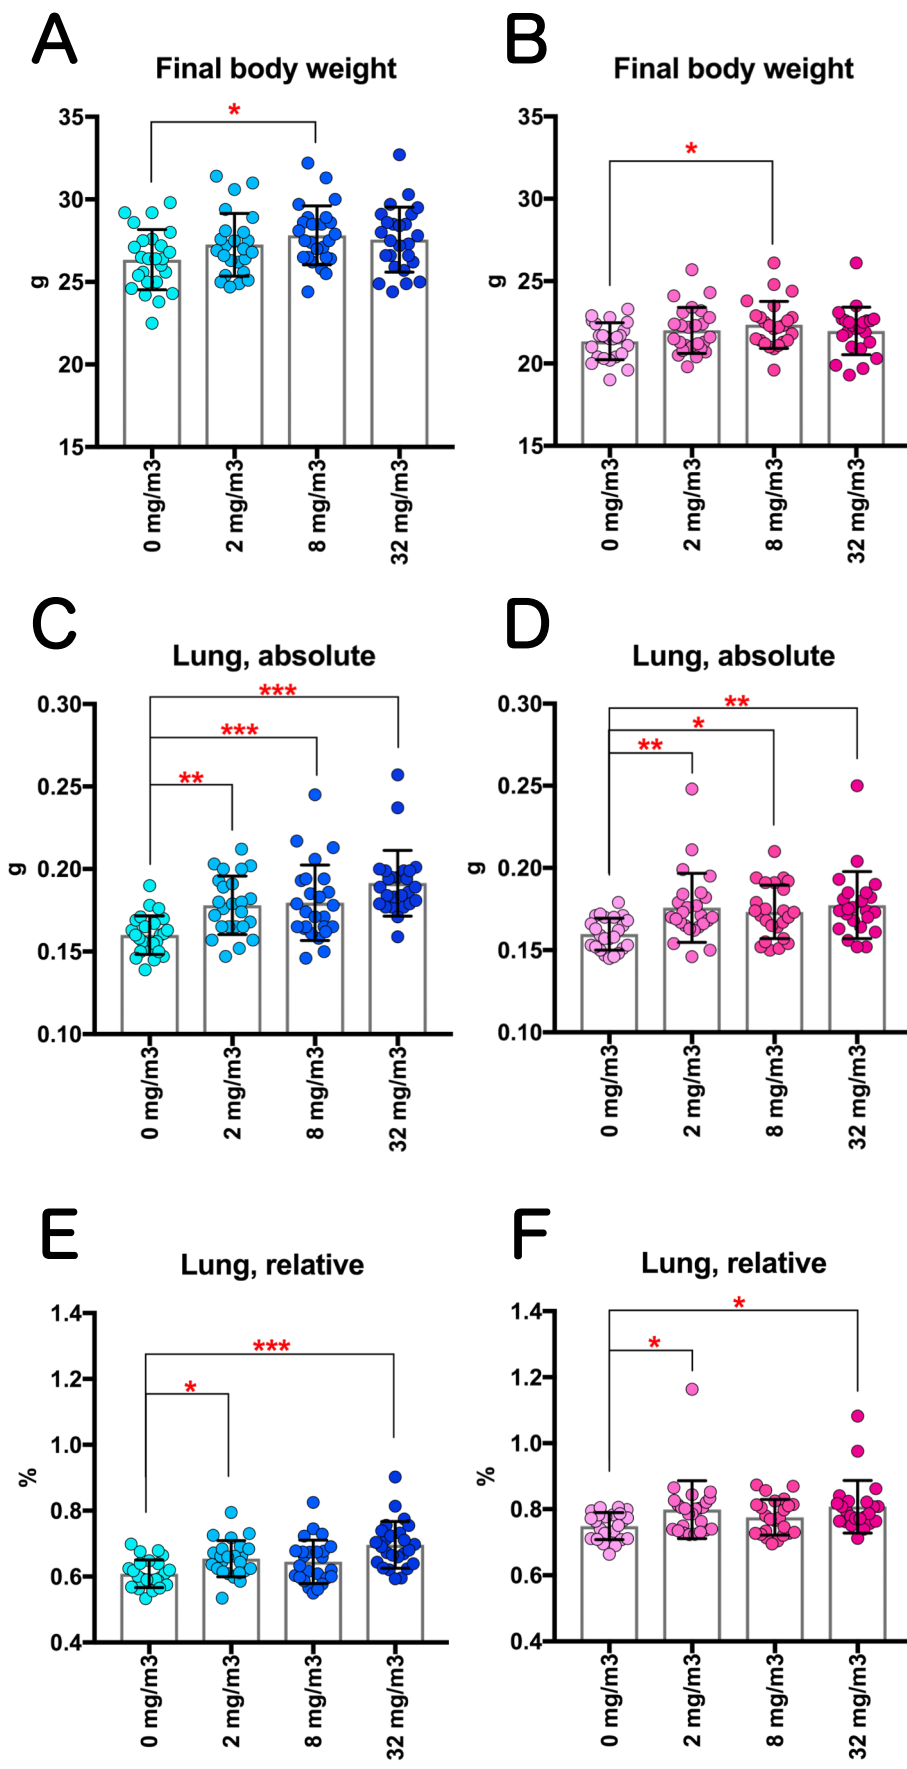 A
Final body weight
*
35
30
25
20
15
g
0 mg/m3
2 mg/m3
8 mg/m3
32 mg/m3
B
Final body weight
*
35
30
25
20
15
g
0 mg/m3
2 mg/m3
8 mg/m3
32 mg/m3
C
Lung, absolute
***
***
**
0.30
0.25
0.20
0.15
0.10
g
0 mg/m3
2 mg/m3
8 mg/m3
32 mg/m3
D
Lung, absolute
**
*
**
0.30
0.25
0.20
0.15
0.10
g
0 mg/m3
2 mg/m3
8 mg/m3
32 mg/m3
E
Lung, relative
***
*
1.4
1.2
1.0
0.8
0.6
0.4
%
0 mg/m3
2 mg/m3
8 mg/m3
32 mg/m3
F
Lung, relative
*
*
1.4
1.2
1.0
0.8
0.6
0.4
%
0 mg/m3
2 mg/m3
8 mg/m3
32 mg/m3